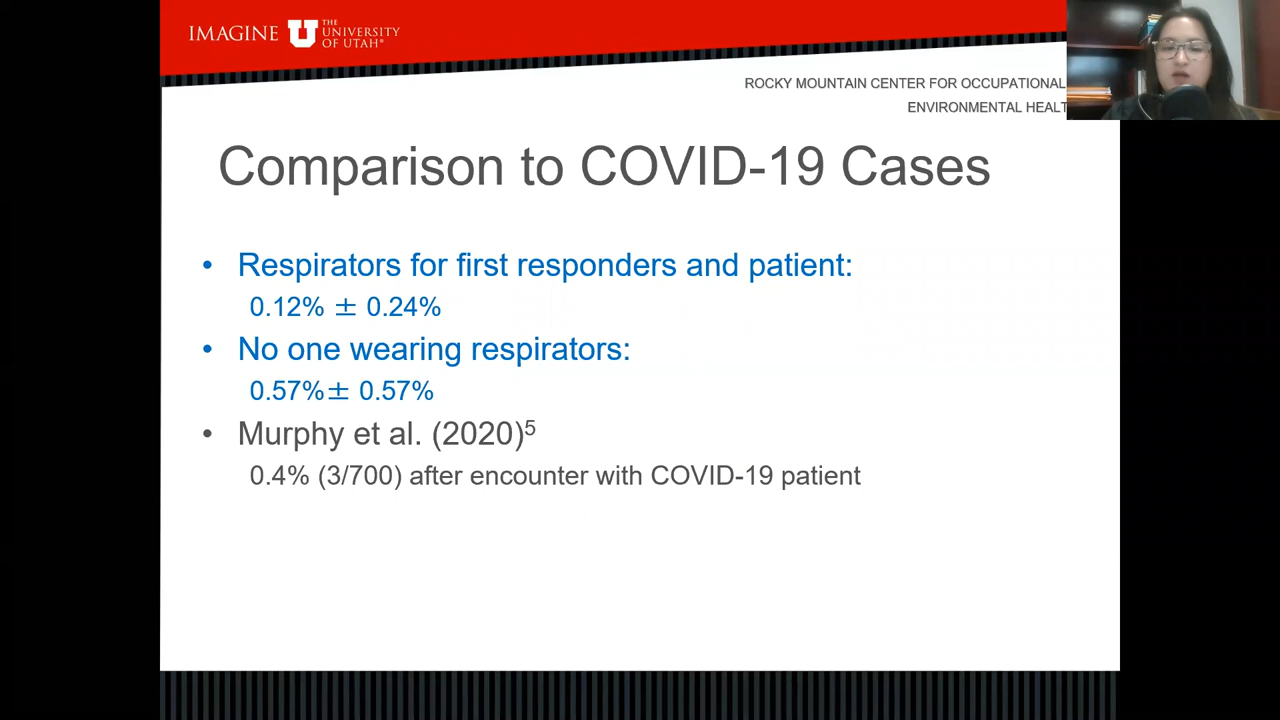 IMAGINE U THE UNIVERSITY OF UTAH®
ROCKY MOUNTAIN CENTER FOR OCCUPATIONAL
ENVIRONMENTAL HEALT
Comparison to COVID-19 Cases
• Respirators for first responders and patient:
0.12% ± 0.24%
• No one wearing respirators:
0.57%± 0.57%
• Murphy et al. (2020)5
0.4% (3/700) after encounter with COVID-19 patient